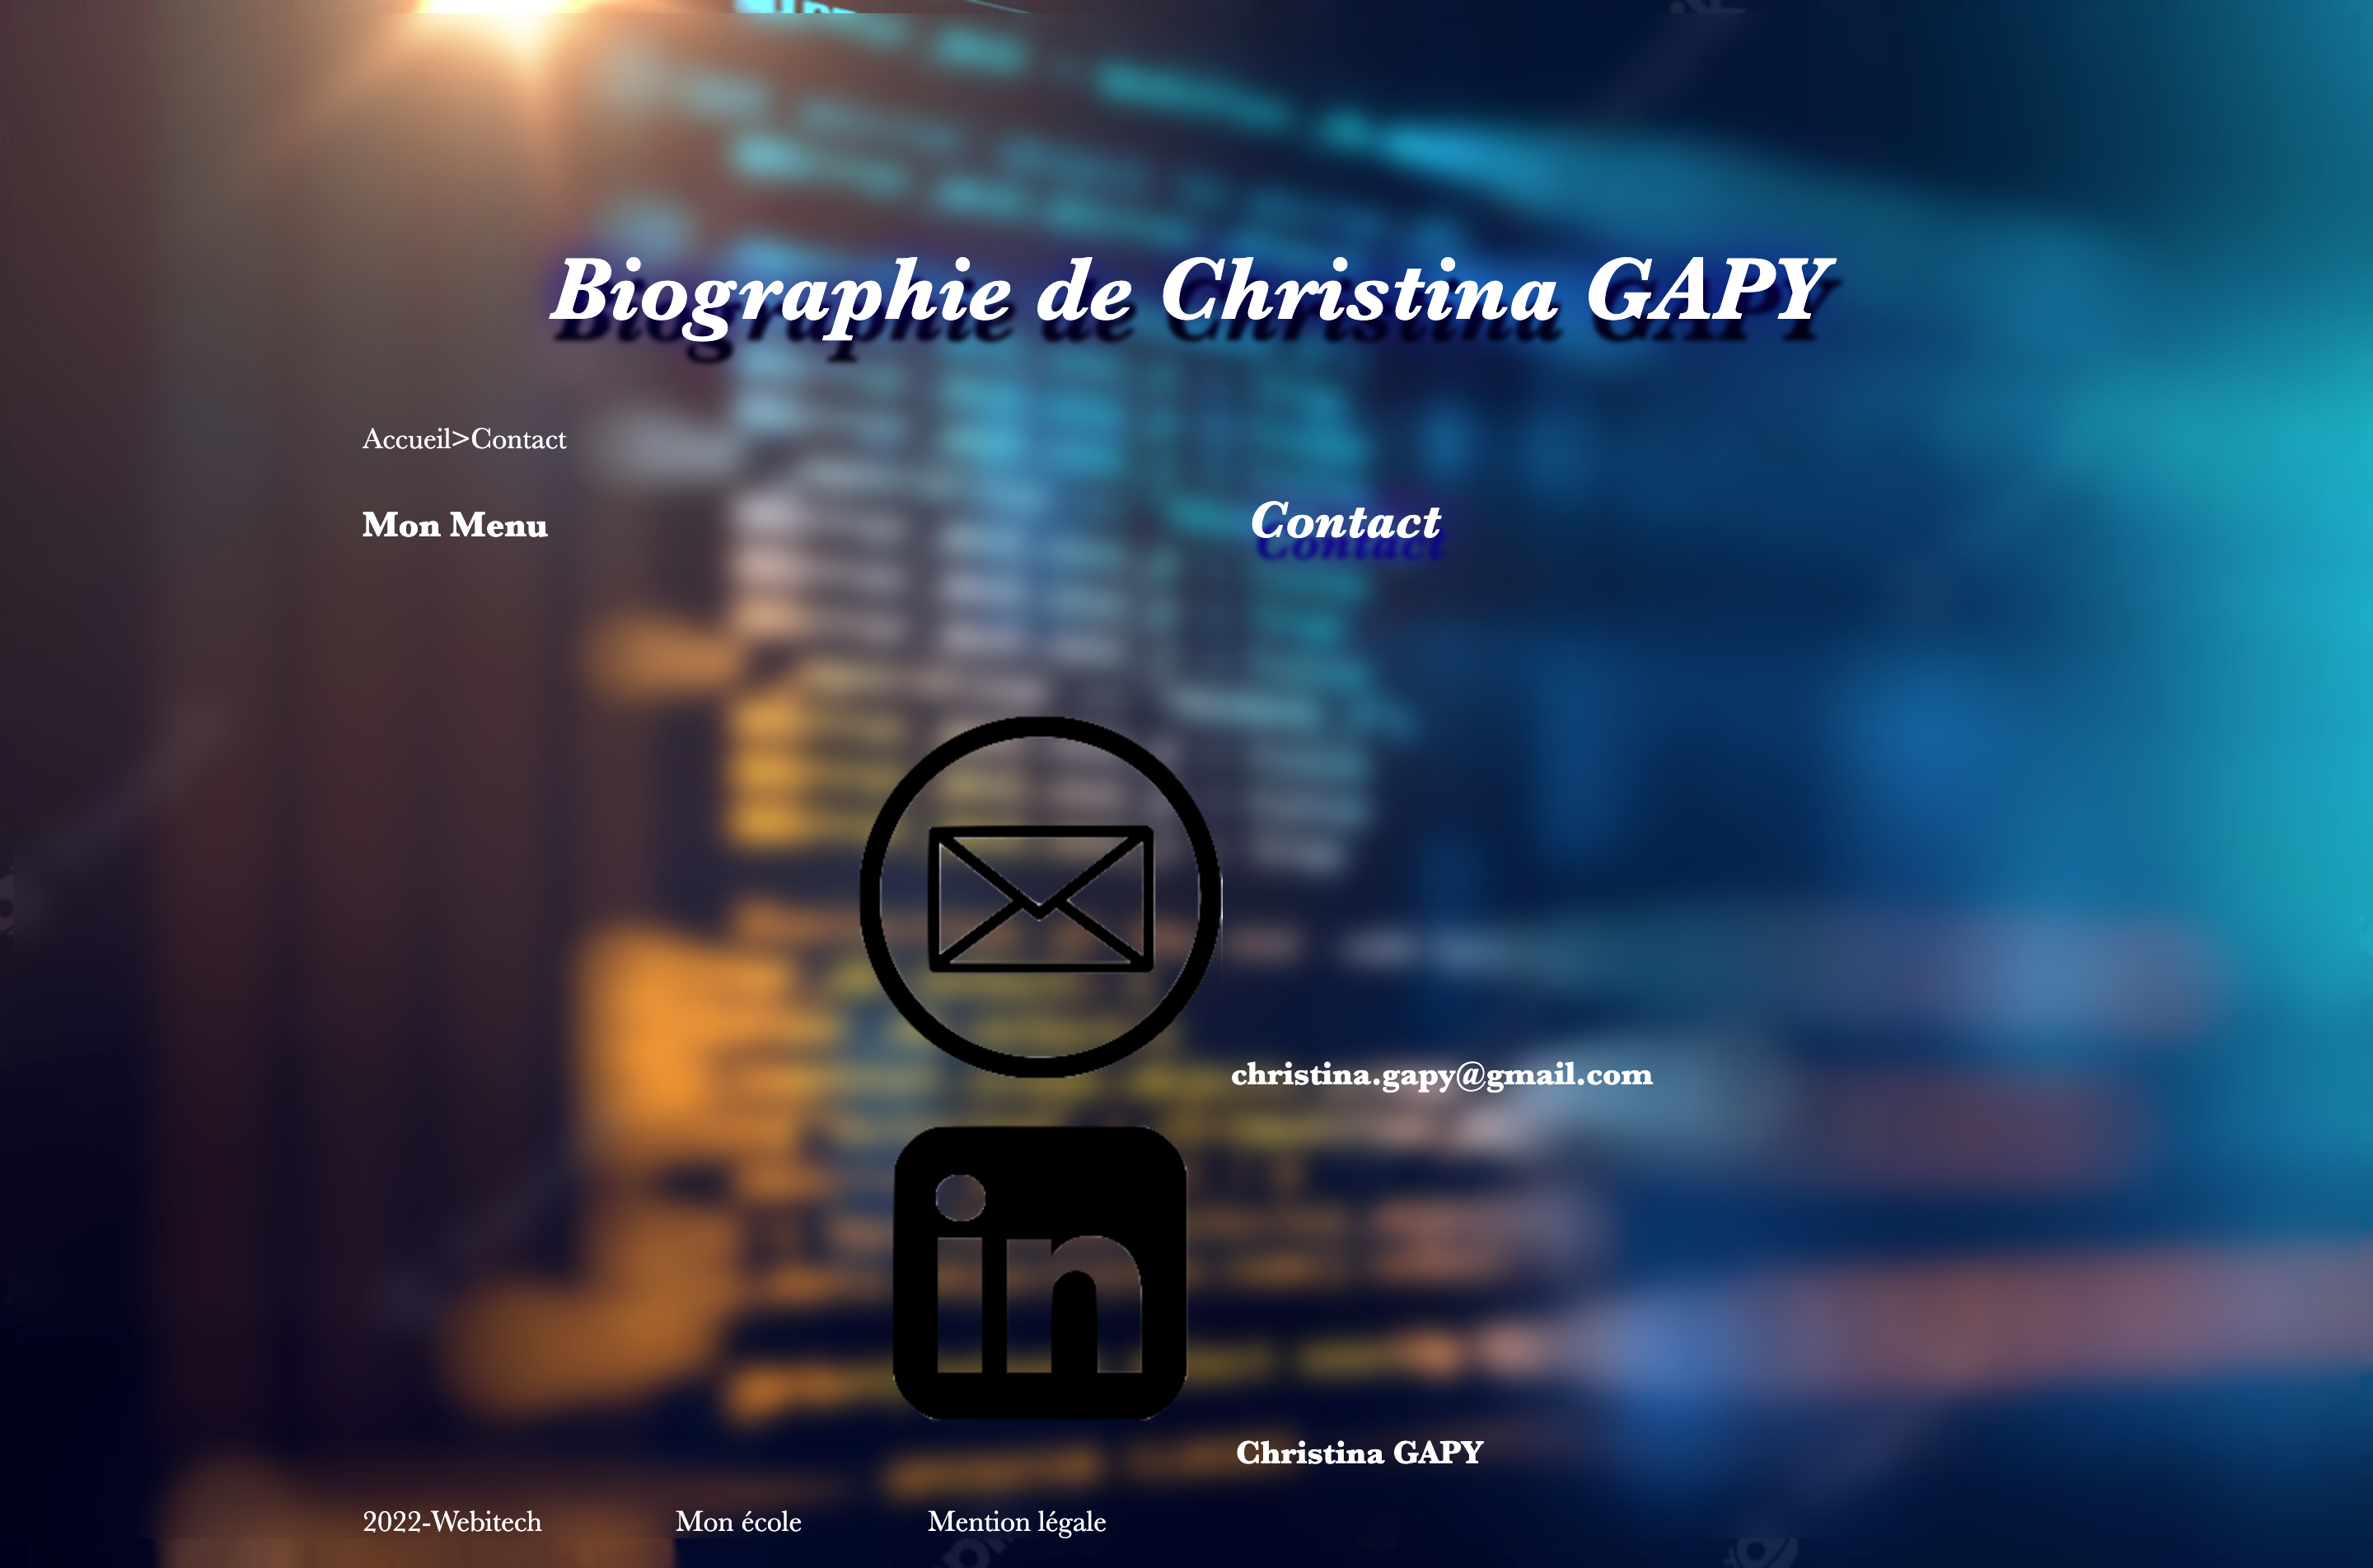 Biographie de Christina GAPY
Accueil>Contact
Mon Menu
Contact
christina.gapy@gmail.com
in
Christina GAPY
2022-Webitech
Mon école
Mention légale